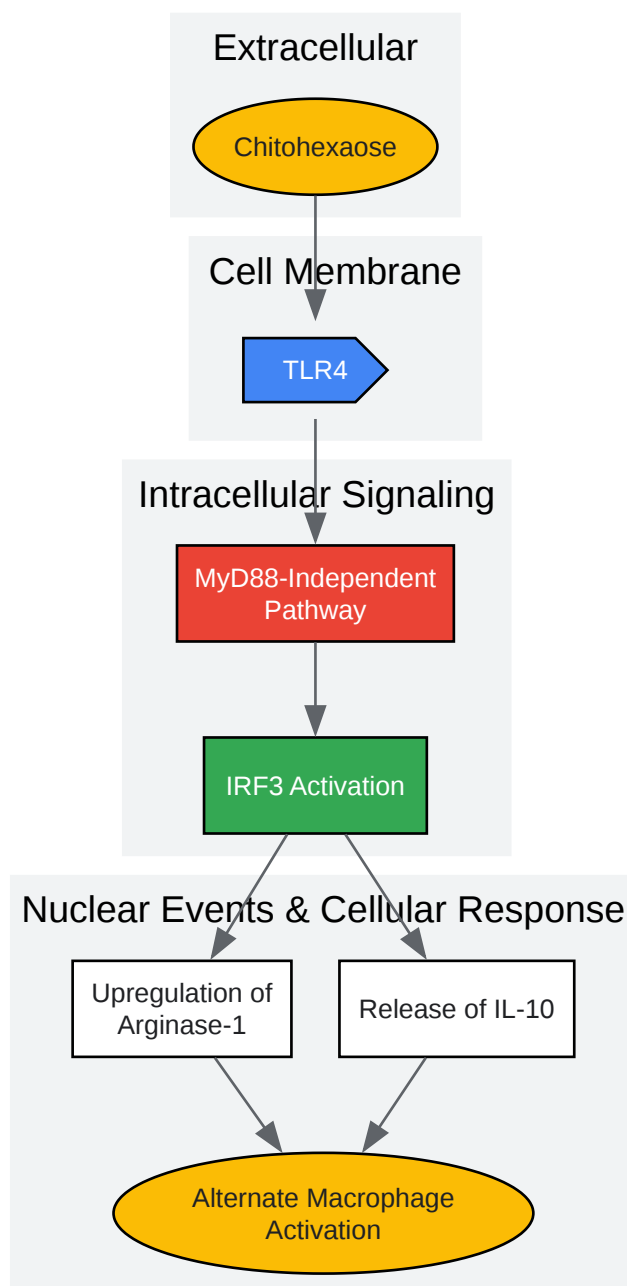 Extracellular
Chitohexaose
Cell Membrane
TLR4
Intracellular Signaling
MyD88-Independent
Pathway
IRF3 Activation
Nuclear Events & Cellular Response
Upregulation of
Arginase-1
Release of IL-10
Alternate Macrophage
Activation